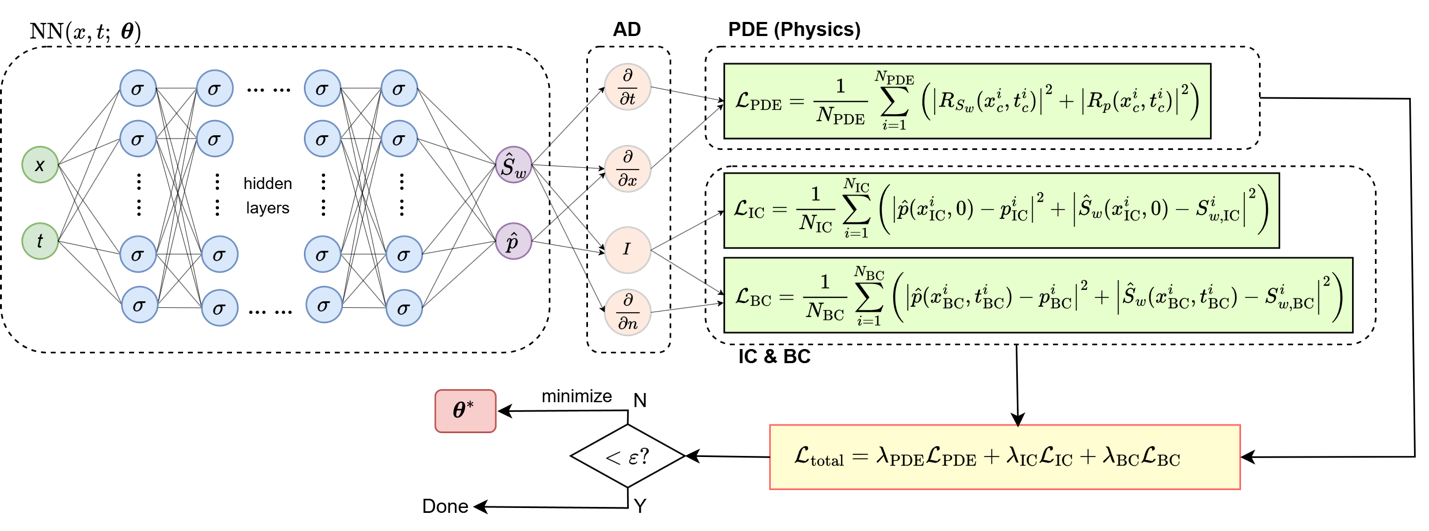 NN(x, t; θ)
AD
PDE (Physics)
σ σ ... ... σ σ
σ σ σ σ
x
t
hidden
layers
σ σ σ σ
σ σ ... ... σ σ
Ŝ_w
p̂
∂/∂t
∂/∂x
I
∂/∂n
ℒ_PDE = 1/N_PDE ∑_{i=1}^{N_PDE} (|R_{S_w}(x_c^i, t_c^i)|² + |R_p(x_c^i, t_c^i)|²)
ℒ_IC = 1/N_IC ∑_{i=1}^{N_IC} (|p̂(x_IC^i, 0) − p_IC^i|² + |Ŝ_w(x_IC^i, 0) − S_{w,IC}^i|²)
ℒ_BC = 1/N_BC ∑_{i=1}^{N_BC} (|p̂(x_BC^i, t_BC^i) − p_BC^i|² + |Ŝ_w(x_BC^i, t_BC^i) − S_{w,BC}^i|²)
IC & BC
θ*
minimize
N
< ε?
ℒ_total = λ_PDE ℒ_PDE + λ_IC ℒ_IC + λ_BC ℒ_BC
Done
Y